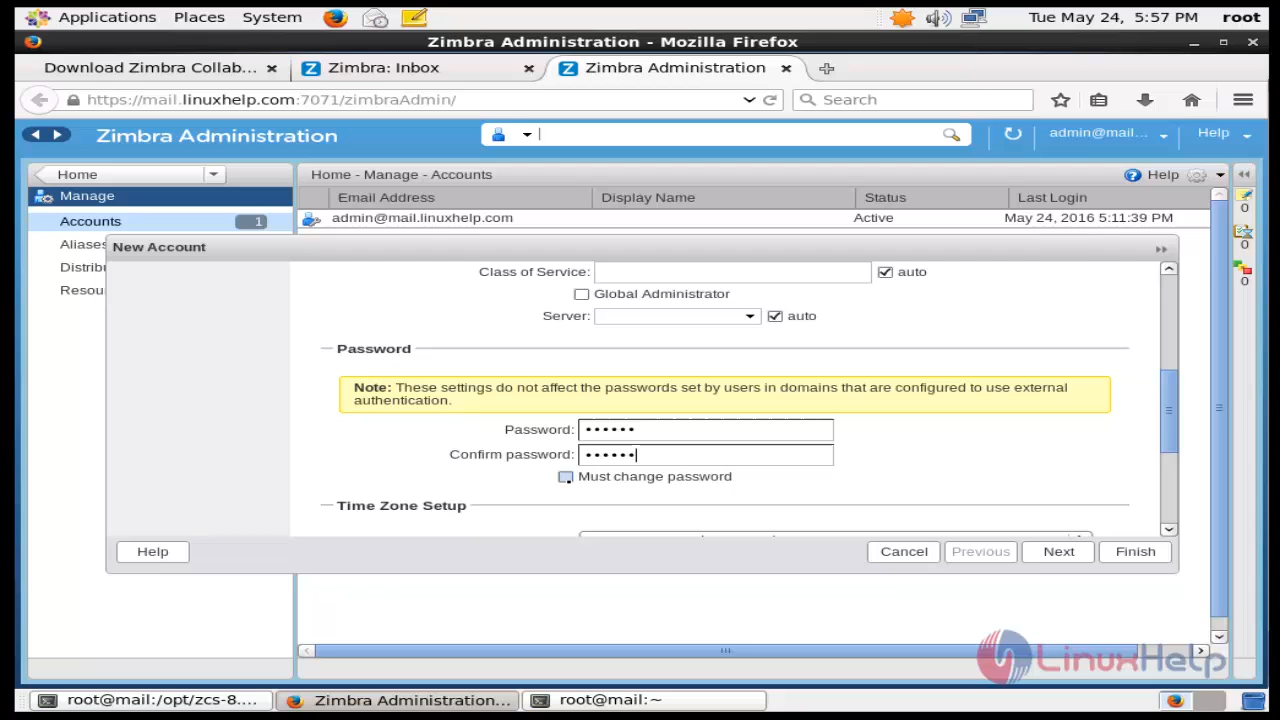 Applications Places System Tue May 24, 5:57 PM root
Zimbra Administration - Mozilla Firefox
Download Zimbra Collab... Zimbra: Inbox Zimbra Administration
https://mail.linuxhelp.com:7071/zimbraAdmin/ Search
Zimbra Administration admin@mail... Help
Home Home - Manage - Accounts Help
Manage Email Address Display Name Status Last Login
Accounts 1 admin@mail.linuxhelp.com Active May 24, 2016 5:11:39 PM
0
Aliases
0
Distribu
Resou
0
New Account
Class of Service: auto
Global Administrator
Server: auto
Password
Note: These settings do not affect the passwords set by users in domains that are configured to use external
authentication.
Password: ••••••
Confirm password: ••••••
Must change password
Time Zone Setup
Help Cancel Previous Next Finish
LinuxHelp
root@mail:/opt/zcs-8.... Zimbra Administration... root@mail:~